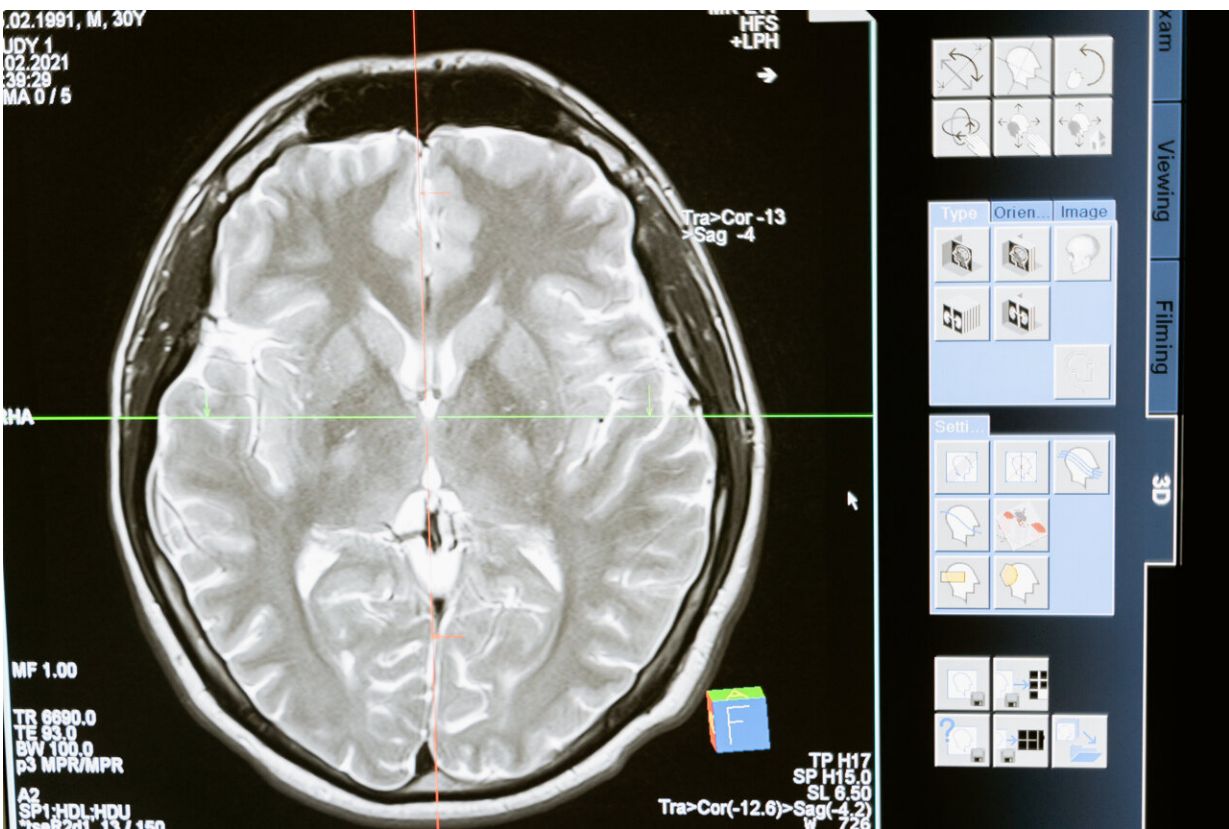 .02.1991, M, 30Y
UDY 1
.02.2021
:39:29
MA 0 / 5
HFS
+LPH
Tra>Cor -13
>Sag -4
RHA
MF 1.00
TR 6690.0
TE 93.0
BW 100.0
p3 MPR/MPR
A2
SP1;HDL;HDU
13 / 150
A
F
TP H17
SP H15.0
SL 6.50
Tra>Cor(-12.6)>Sag(-4.2)
W 726
Type
Orien...
Image
Setti...
?
xam
Viewing
Filming
3D